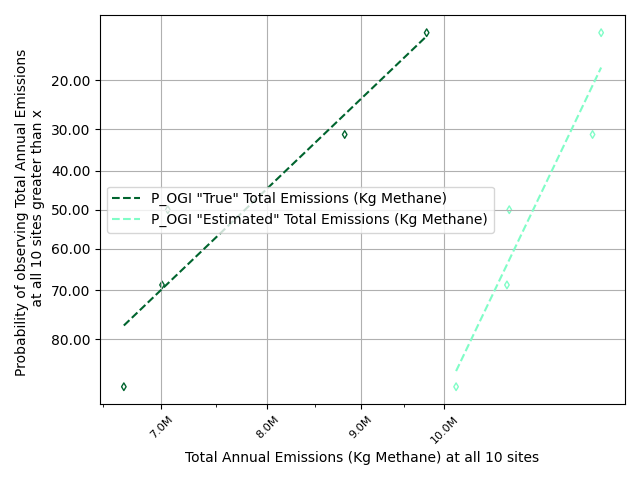 Probability of observing Total Annual Emissions
at all 10 sites greater than x
20.00
30.00
40.00
50.00
60.00
70.00
80.00
P_OGI "True" Total Emissions (Kg Methane)
P_OGI "Estimated" Total Emissions (Kg Methane)
7.0M
8.0M
9.0M
10.0M
Total Annual Emissions (Kg Methane) at all 10 sites